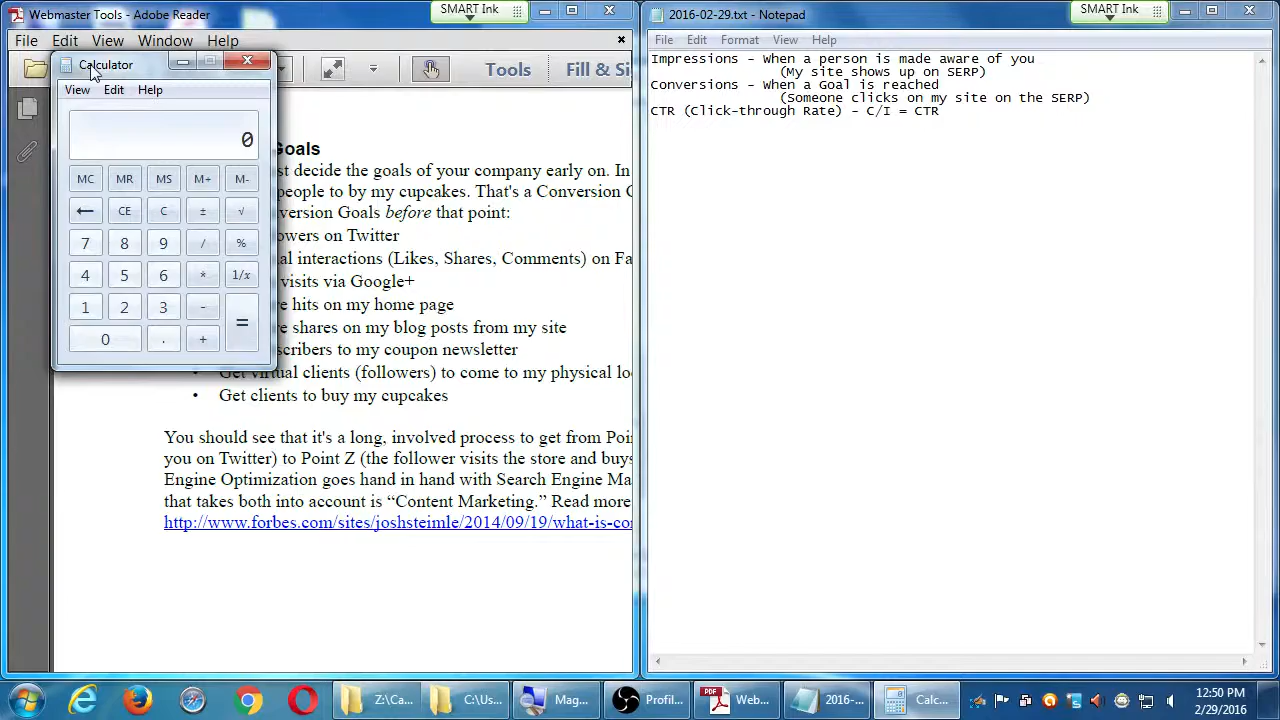 Webmaster Tools - Adobe Reader
SMART Ink
File Edit View Window Help
Tools Fill &
Calculator
View Edit Help
0
MC MR MS M+ M-
← CE C ± √
7 8 9 / %
4 5 6 * 1/x
1 2 3 - =
0 . +
Goals
st decide the goals of your company early on. In
people to by my cupcakes. That's a Conversion
version Goals before that point:
owers on Twitter
al interactions (Likes, Shares, Comments) on
visits via Google+
e hits on my home page
e shares on my blog posts from my site
scribers to my coupon newsletter
• Get virtual clients (followers) to come to my physical
• Get clients to buy my cupcakes
You should see that it's a long, involved process to get from
you on Twitter) to Point Z (the follower visits the store and buys
Engine Optimization goes hand in hand with Search Engine
that takes both into account is “Content Marketing.” Read more
http://www.forbes.com/sites/joshsteimle/2014/09/19/what-is-co
2016-02-29.txt - Notepad
SMART Ink
File Edit Format View Help
Impressions - When a person is made aware of you
(My site shows up on SERP)
Conversions - When a Goal is reached
(Someone clicks on my site on the SERP)
CTR (Click-through Rate) - C/I = CTR
Z:\Ca... C:\Us... Mag... Profil... PDF Web... 2016-... Calc...
12:50 PM
2/29/2016